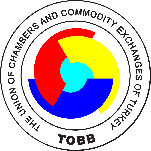 THE UNION OF CHAMBERS AND COMMODITY EXCHANGES OF TURKEY
TOBB